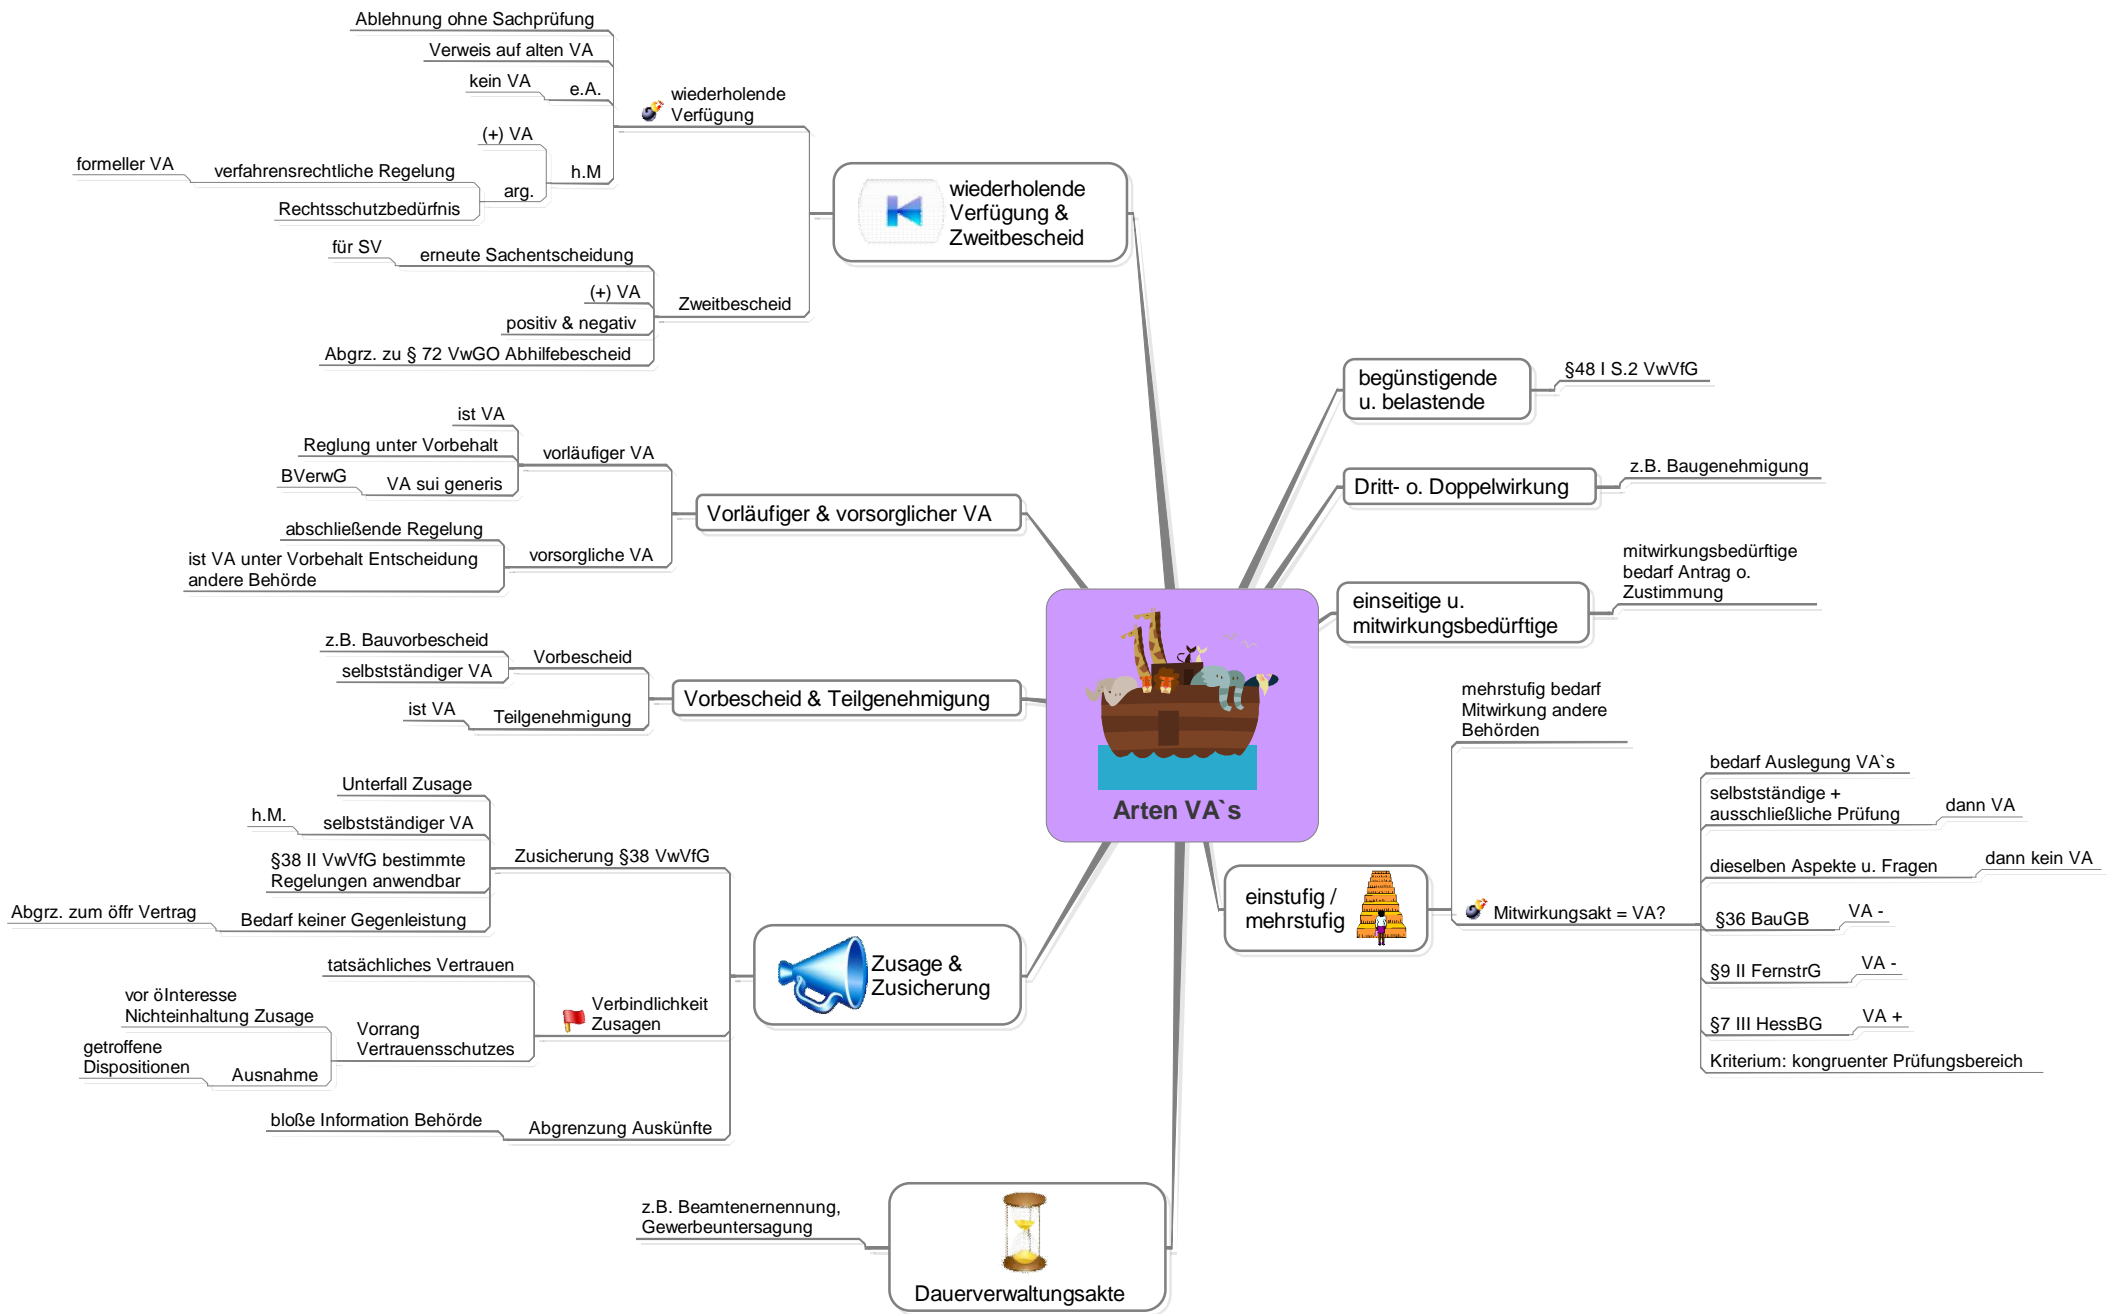 Arten VA`s
begünstigende
u. belastende
§48 I S.2 VwVfG
Dritt- o. Doppelwirkung
z.B. Baugenehmigung
einseitige u.
mitwirkungsbedürftige
mitwirkungsbedürftige
bedarf Antrag o.
Zustimmung
einstufig /
mehrstufig
mehrstufig bedarf
Mitwirkung andere
Behörden
Mitwirkungsakt = VA?
bedarf Auslegung VA`s
selbstständige +
ausschließliche Prüfung
dann VA
dieselben Aspekte u. Fragen
dann kein VA
§36 BauGB
VA -
§9 II FernstrG
VA -
§7 III HessBG
VA +
Kriterium: kongruenter Prüfungsbereich
Dauerverwaltungsakte
z.B. Beamtenernennung,
Gewerbeuntersagung
Zusage &
Zusicherung
Zusicherung §38 VwVfG
Unterfall Zusage
selbstständiger VA
h.M.
§38 II VwVfG bestimmte
Regelungen anwendbar
Bedarf keiner Gegenleistung
Abgrz. zum öffr Vertrag
Verbindlichkeit
Zusagen
tatsächliches Vertrauen
Vorrang
Vertrauensschutzes
vor öInteresse
Nichteinhaltung Zusage
Ausnahme
getroffene
Dispositionen
Abgrenzung Auskünfte
bloße Information Behörde
Vorbescheid & Teilgenehmigung
Vorbescheid
z.B. Bauvorbescheid
selbstständiger VA
Teilgenehmigung
ist VA
Vorläufiger & vorsorglicher VA
vorläufiger VA
ist VA
Reglung unter Vorbehalt
VA sui generis
BVerwG
vorsorgliche VA
abschließende Regelung
ist VA unter Vorbehalt Entscheidung
andere Behörde
wiederholende
Verfügung &
Zweitbescheid
wiederholende
Verfügung
Ablehnung ohne Sachprüfung
Verweis auf alten VA
e.A.
kein VA
h.M
(+) VA
arg.
verfahrensrechtliche Regelung
formeller VA
Rechtsschutzbedürfnis
Zweitbescheid
erneute Sachentscheidung
für SV
(+) VA
positiv & negativ
Abgrz. zu § 72 VwGO Abhilfebescheid